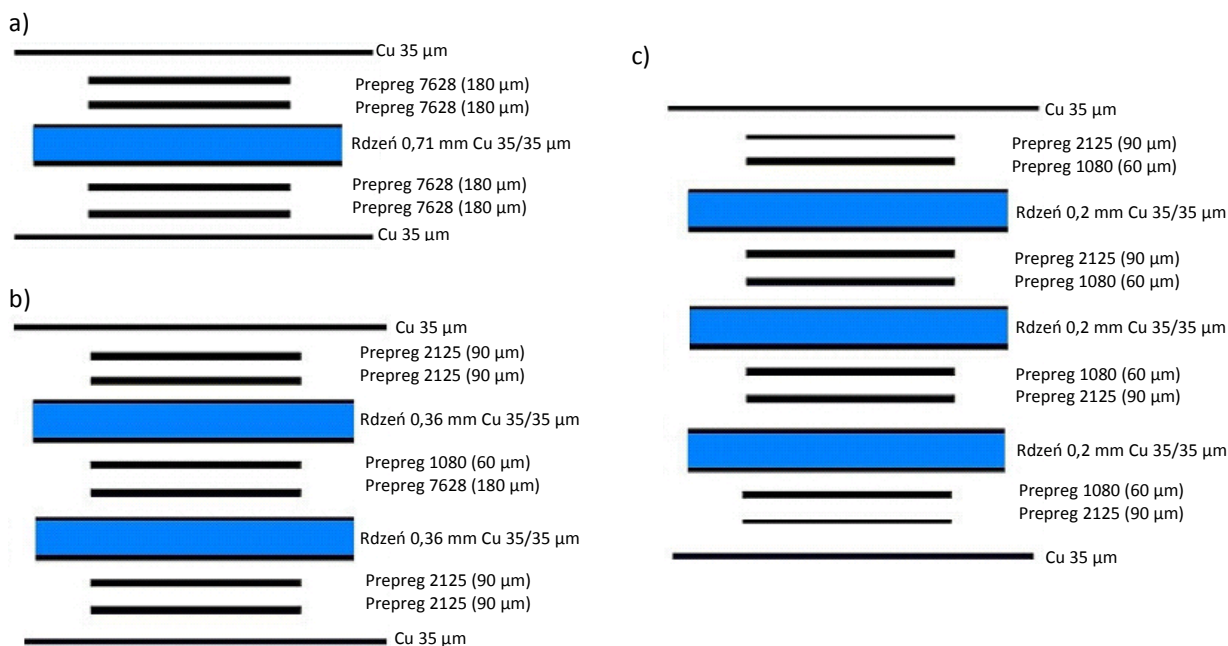 a)
Cu 35 µm
Prepreg 7628 (180 µm)
Prepreg 7628 (180 µm)
Rdzeń 0,71 mm Cu 35/35 µm
Prepreg 7628 (180 µm)
Prepreg 7628 (180 µm)
Cu 35 µm
b)
Cu 35 µm
Prepreg 2125 (90 µm)
Prepreg 2125 (90 µm)
Rdzeń 0,36 mm Cu 35/35 µm
Prepreg 1080 (60 µm)
Prepreg 7628 (180 µm)
Rdzeń 0,36 mm Cu 35/35 µm
Prepreg 2125 (90 µm)
Prepreg 2125 (90 µm)
Cu 35 µm
c)
Cu 35 µm
Prepreg 2125 (90 µm)
Prepreg 1080 (60 µm)
Rdzeń 0,2 mm Cu 35/35 µm
Prepreg 2125 (90 µm)
Prepreg 1080 (60 µm)
Rdzeń 0,2 mm Cu 35/35 µm
Prepreg 1080 (60 µm)
Prepreg 2125 (90 µm)
Rdzeń 0,2 mm Cu 35/35 µm
Prepreg 1080 (60 µm)
Prepreg 2125 (90 µm)
Cu 35 µm